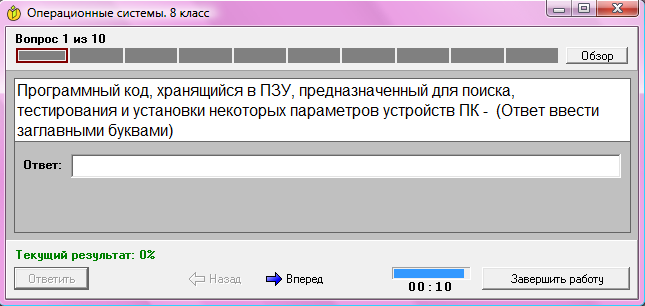 Операционные системы. 8 класс
Вопрос 1 из 10
Обзор
Программный код, хранящийся в ПЗУ, предназначенный для поиска,
тестирования и установки некоторых параметров устройств ПК -  (Ответ ввести
заглавными буквами)
Ответ:
Текущий результат: 0%
Ответить
Назад
Вперед
00:10
Завершить работу